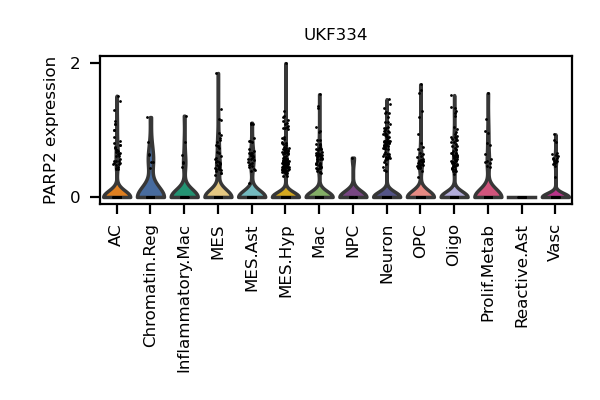 UKF334
PARP2 expression
2
0
AC
Chromatin.Reg
Inflammatory.Mac
MES
MES.Ast
MES.Hyp
Mac
NPC
Neuron
OPC
Oligo
Prolif.Metab
Reactive.Ast
Vasc